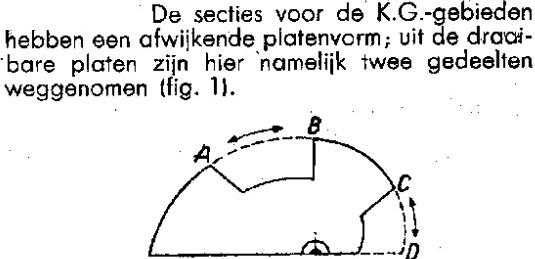 De secties voor de K.G.-gebieden
hebben een afwijkende platenvorm; uit de draai-
bare platen zijn hier namelijk twee gedeelten
weggenomen (fig. 1).
B
A
C
D